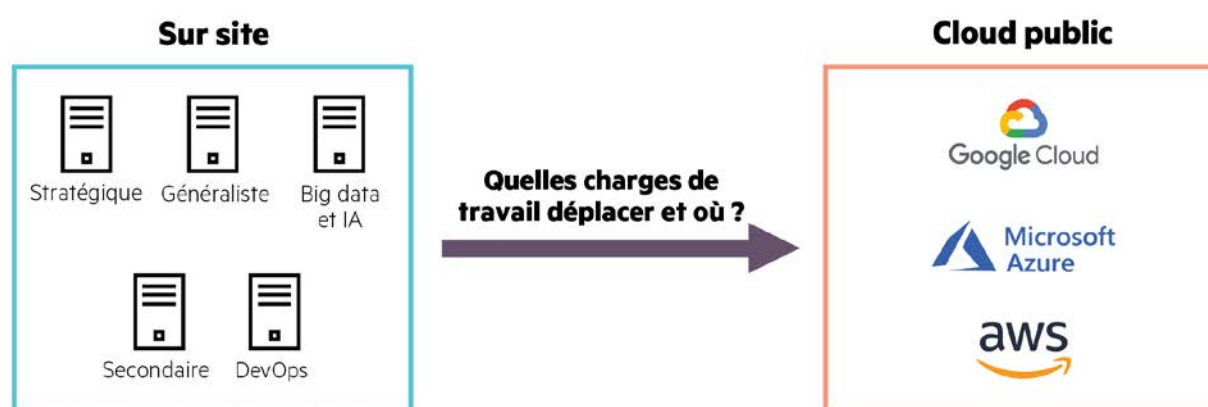 Sur site
Cloud public
Stratégique
Généraliste
Big data
et IA
Secondaire
DevOps
Quelles charges de
travail déplacer et où ?
Google Cloud
Microsoft
Azure
aws